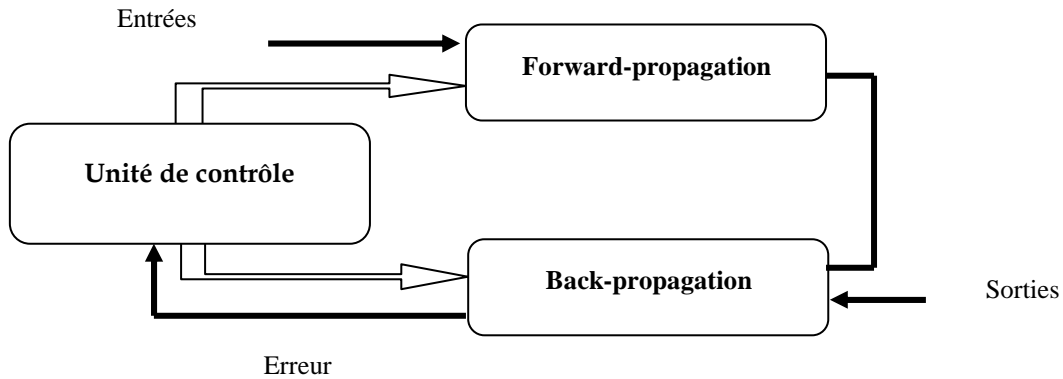 Entrées
Forward-propagation
Unité de contrôle
Back-propagation
Sorties
Erreur